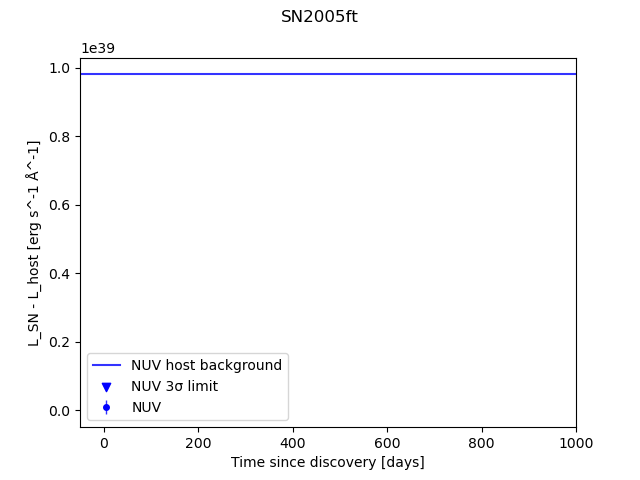 SN2005ft
1e39
1.0
0.8
0.6
0.4
0.2
0.0
L_SN - L_host [erg s^-1 Å^-1]
NUV host background
NUV 3σ limit
NUV
0 200 400 600 800 1000
Time since discovery [days]